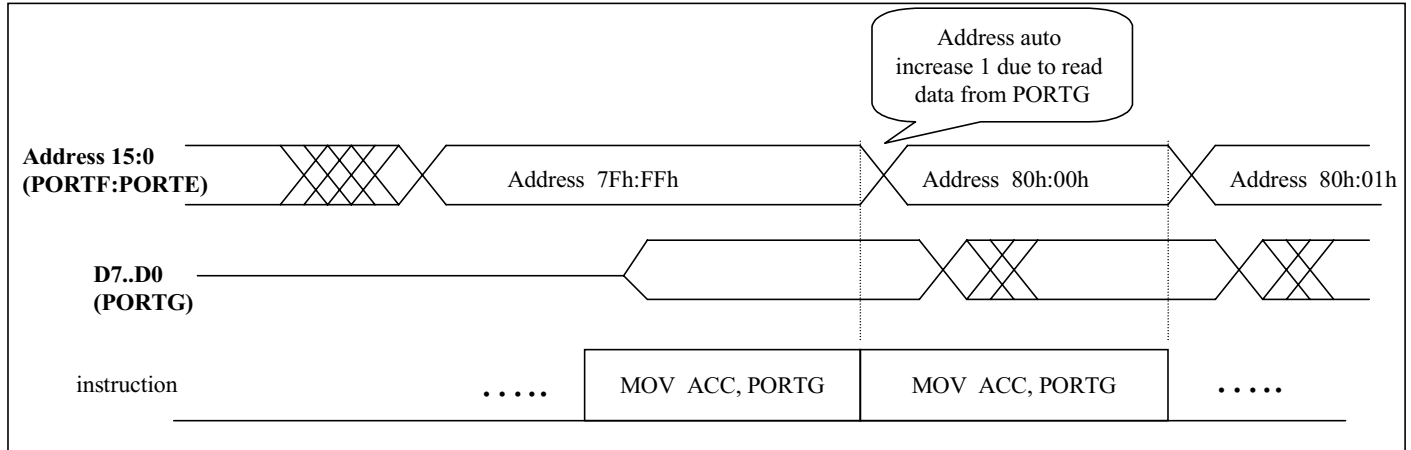 Address auto
increase 1 due to read
data from PORTG
Address 15:0
(PORTF:PORTE)
Address 7Fh:FFh
Address 80h:00h
Address 80h:01h
D7..D0
(PORTG)
instruction
.....
MOV ACC, PORTG
MOV ACC, PORTG
.....